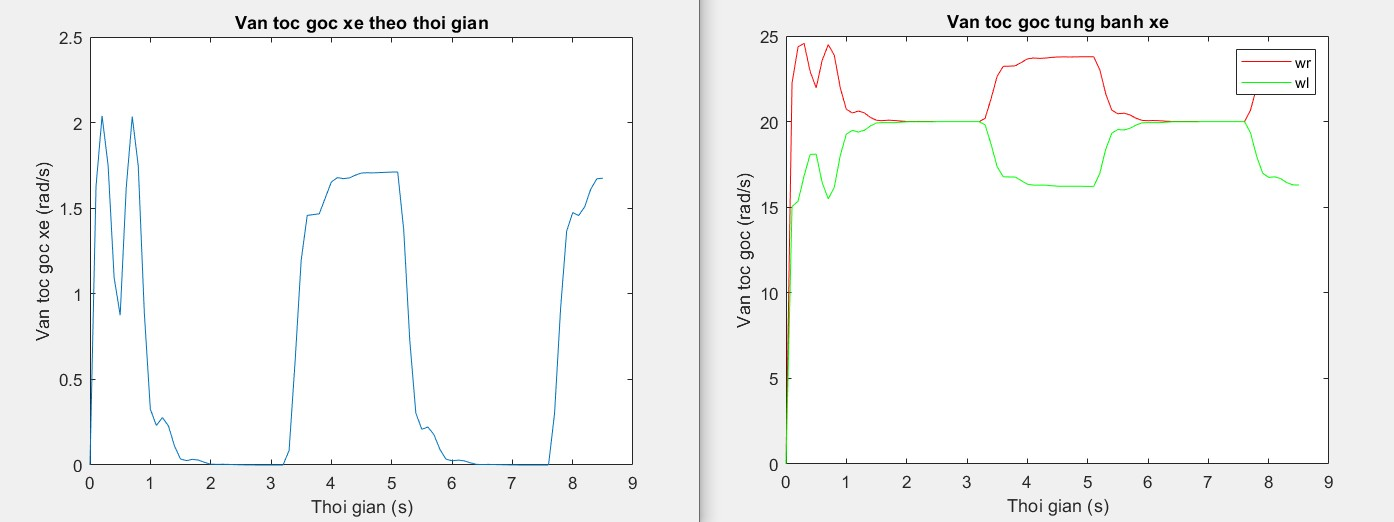 Van toc goc xe theo thoi gian
2.5
2
1.5
1
0.5
0
Van toc goc xe (rad/s)
0 1 2 3 4 5 6 7 8 9
Thoi gian (s)
Van toc goc tung banh xe
25
20
15
10
5
0
Van toc goc (rad/s)
wr
wl
0 1 2 3 4 5 6 7 8 9
Thoi gian (s)